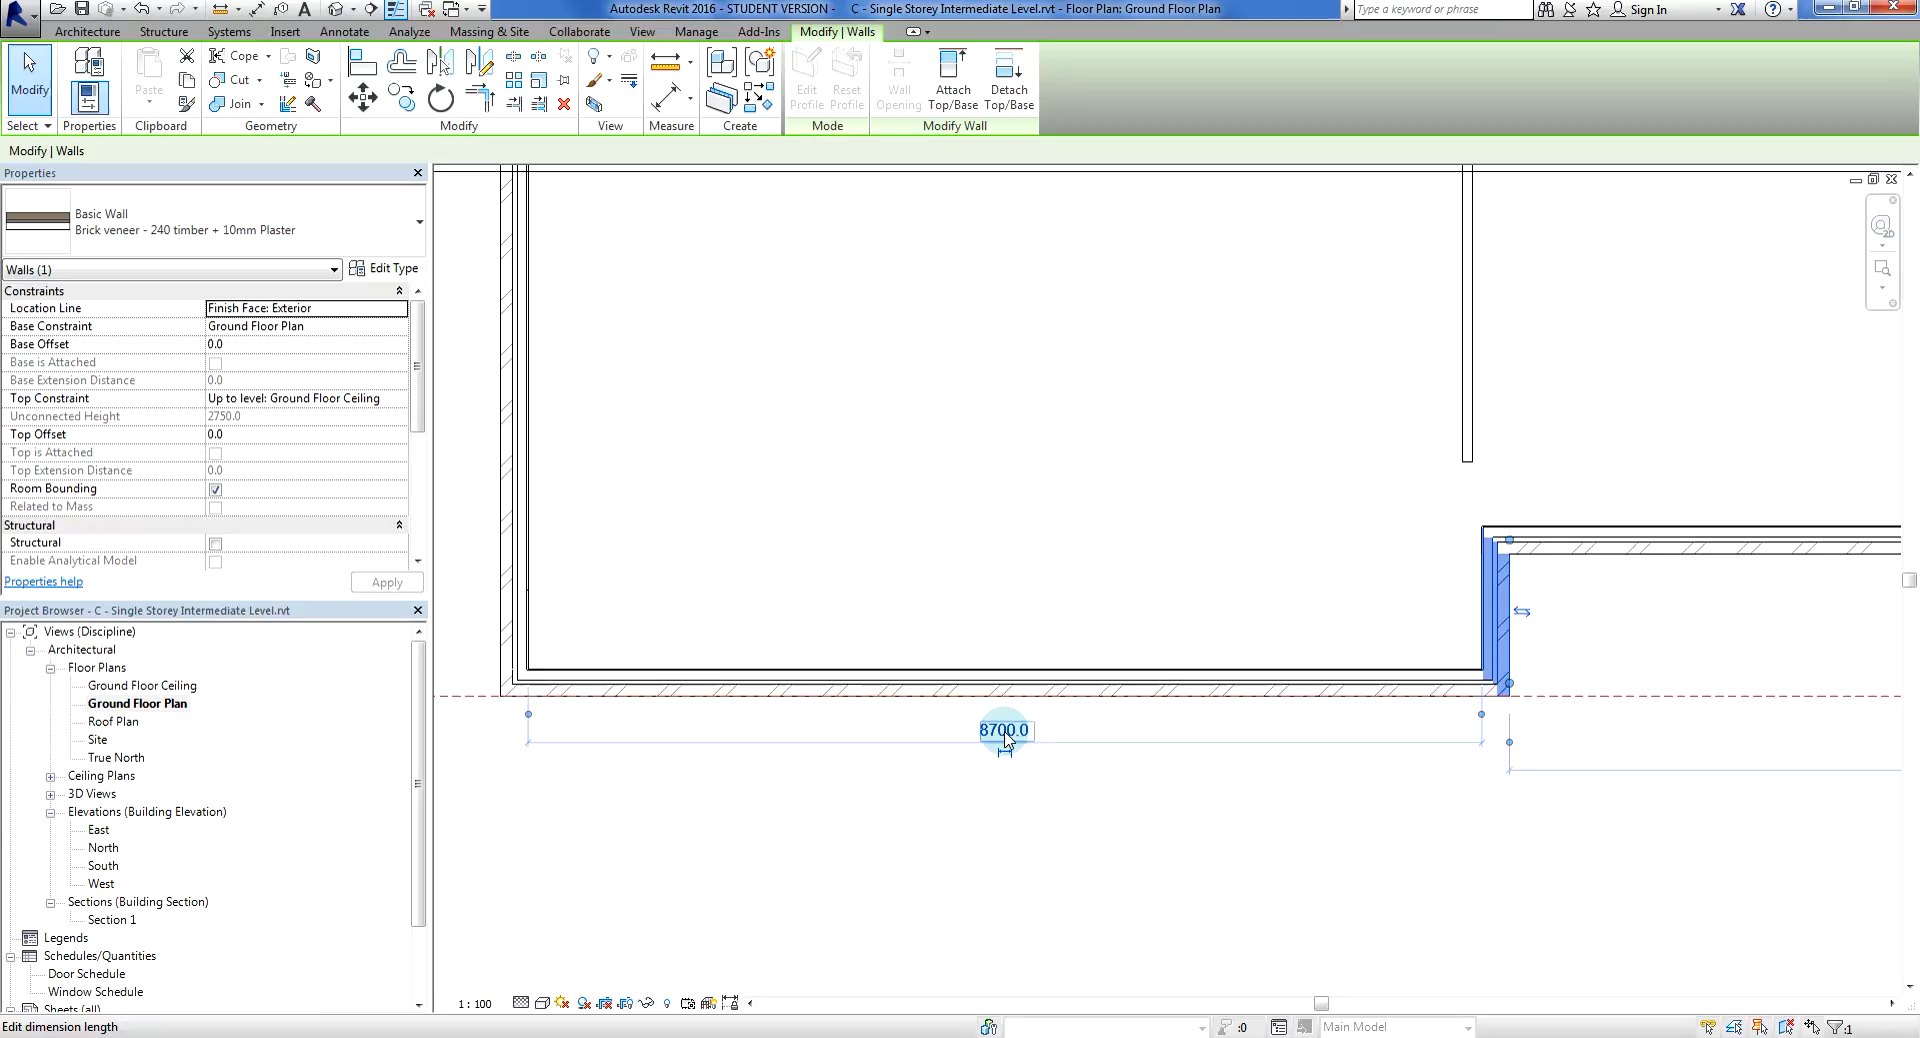 Autodesk Revit 2016 - STUDENT VERSION - C - Single Storey Intermediate Level.rvt - Floor Plan: Ground Floor Plan
Type a keyword or phrase
Sign In
Architecture Structure Systems Insert Annotate Analyze Massing & Site Collaborate View Manage Add-Ins Modify | Walls
Modify
Paste
Cope
Cut
Join
Edit Profile
Reset Profile
Wall Opening
Attach Top/Base
Detach Top/Base
Select Properties Clipboard Geometry Modify View Measure Create Mode Modify Wall
Modify | Walls
Properties
Basic Wall
Brick veneer - 240 timber + 10mm Plaster
Walls (1) Edit Type
Constraints
Location Line Finish Face: Exterior
Base Constraint Ground Floor Plan
Base Offset 0.0
Base is Attached
Base Extension Distance 0.0
Top Constraint Up to level: Ground Floor Ceiling
Unconnected Height 2750.0
Top Offset 0.0
Top is Attached
Top Extension Distance 0.0
Room Bounding
Related to Mass
Structural
Structural
Enable Analytical Model
Properties help Apply
Project Browser - C - Single Storey Intermediate Level.rvt
Views (Discipline)
Architectural
Floor Plans
Ground Floor Ceiling
Ground Floor Plan
Roof Plan
Site
True North
Ceiling Plans
3D Views
Elevations (Building Elevation)
East
North
South
West
Sections (Building Section)
Section 1
Legends
Schedules/Quantities
Door Schedule
Window Schedule
Sheets (all)
2D
8700.0
1 : 100
Edit dimension length
:0
Main Model
:1